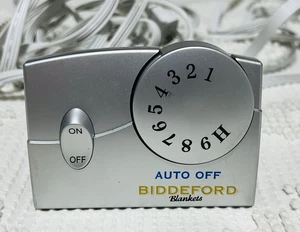 1 2 3 4 5 6 7 8 9 H
ON
OFF
AUTO OFF
BIDDEFORD
Blankets